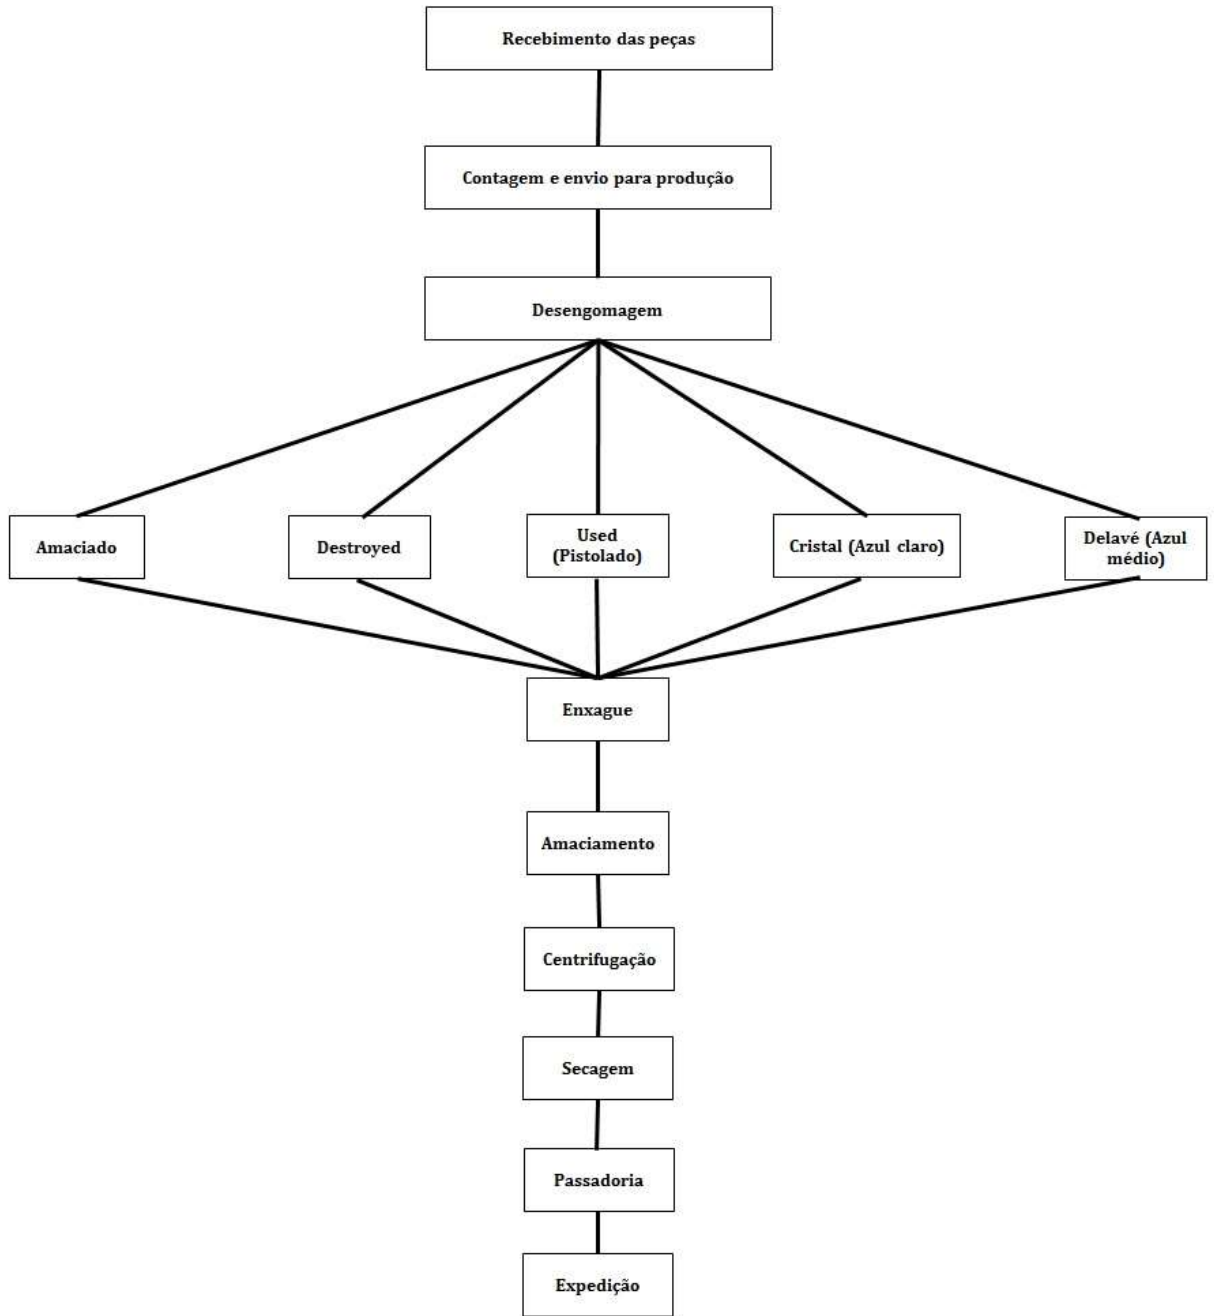 Recebimento das peças
Contagem e envio para produção
Desengomagem
Amaciado
Destroyed
Used
(Pistolado)
Cristal (Azul claro)
Delavé (Azul
médio)
Enxague
Amaciamento
Centrifugação
Secagem
Passadoria
Expedição